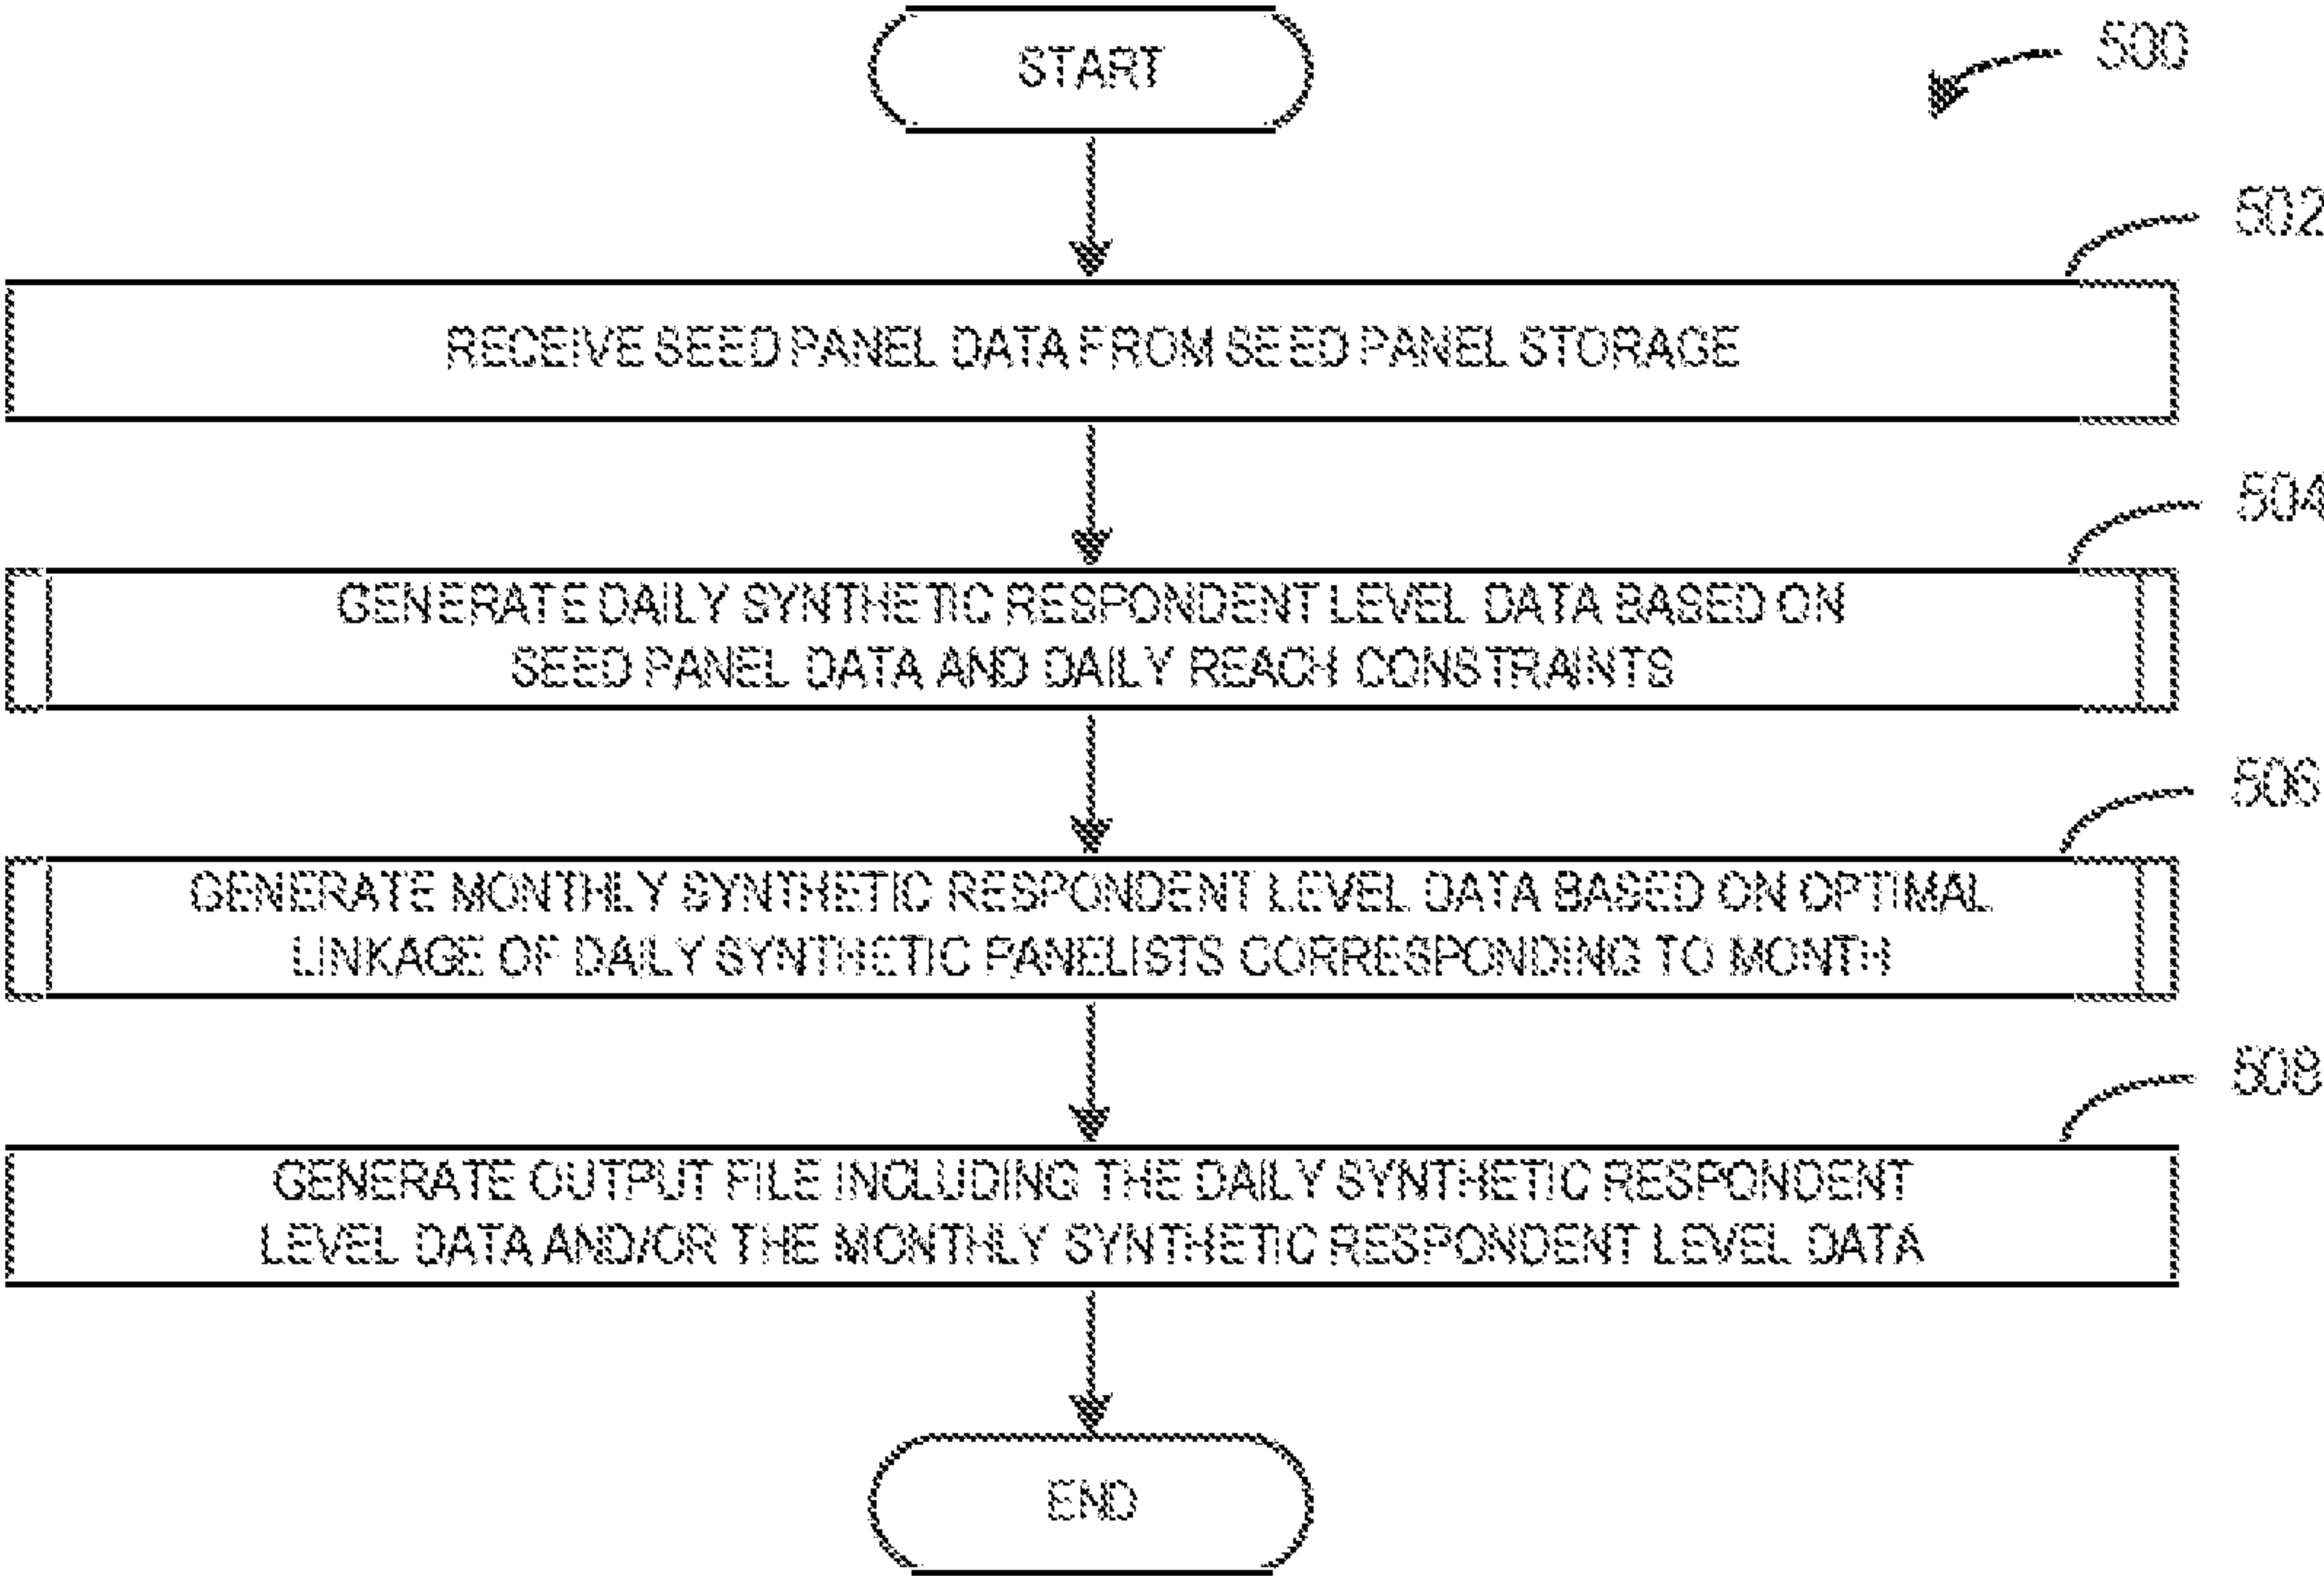 START
500
502
RECEIVE SEED PANEL DATA FROM SEED PANEL STORAGE
504
GENERATE DAILY SYNTHETIC RESPONDENT LEVEL DATA BASED ON
SEED PANEL DATA AND DAILY REACH CONSTRAINTS
506
GENERATE MONTHLY SYNTHETIC RESPONDENT LEVEL DATA BASED ON OPTIMAL
LINKAGE OF DAILY SYNTHETIC PANELISTS CORRESPONDING TO MONTH
508
GENERATE OUTPUT FILE INCLUDING THE DAILY SYNTHETIC RESPONDENT
LEVEL DATA AND/OR THE MONTHLY SYNTHETIC RESPONDENT LEVEL DATA
END